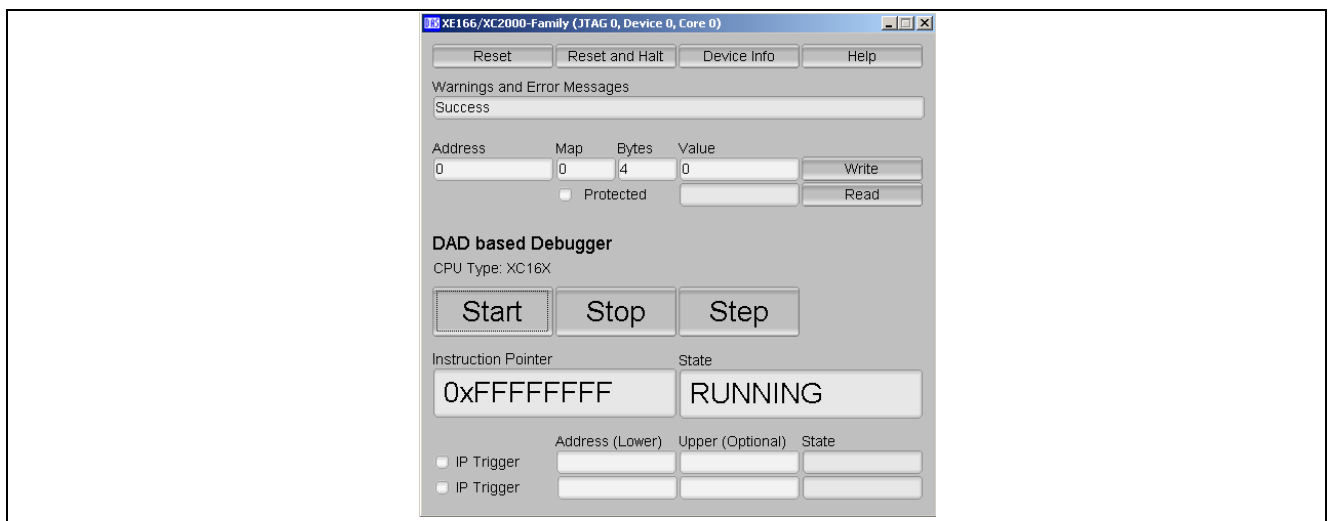 XE166/XC2000-Family (JTAG 0, Device 0, Core 0)
Reset Reset and Halt Device Info Help
Warnings and Error Messages
Success
Address Map Bytes Value
0 0 4 0 Write
Protected Read
DAD based Debugger
CPU Type: XC16X
Start Stop Step
Instruction Pointer State
0xFFFFFFFF RUNNING
Address (Lower) Upper (Optional) State
IP Trigger
IP Trigger